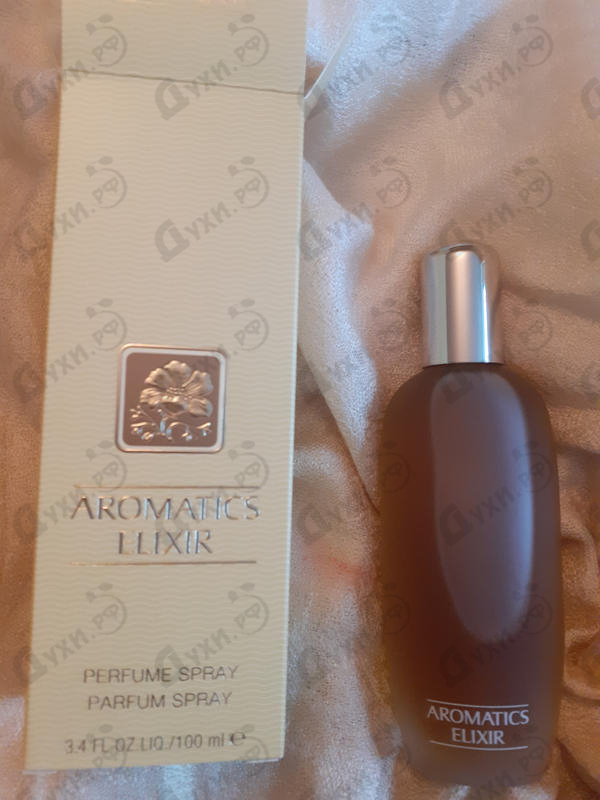 AROMATICS
ELIXIR
PERFUME SPRAY
PARFUM SPRAY
3.4 FL.OZ.LIQ./100 ml ℮
AROMATICS
ELIXIR
Духи.рф